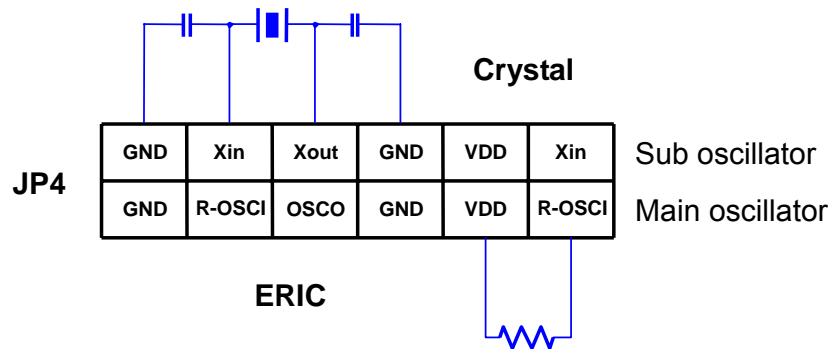 Crystal
GND Xin Xout GND VDD Xin Sub oscillator
JP4
GND R-OSCI OSCO GND VDD R-OSCI Main oscillator
ERIC